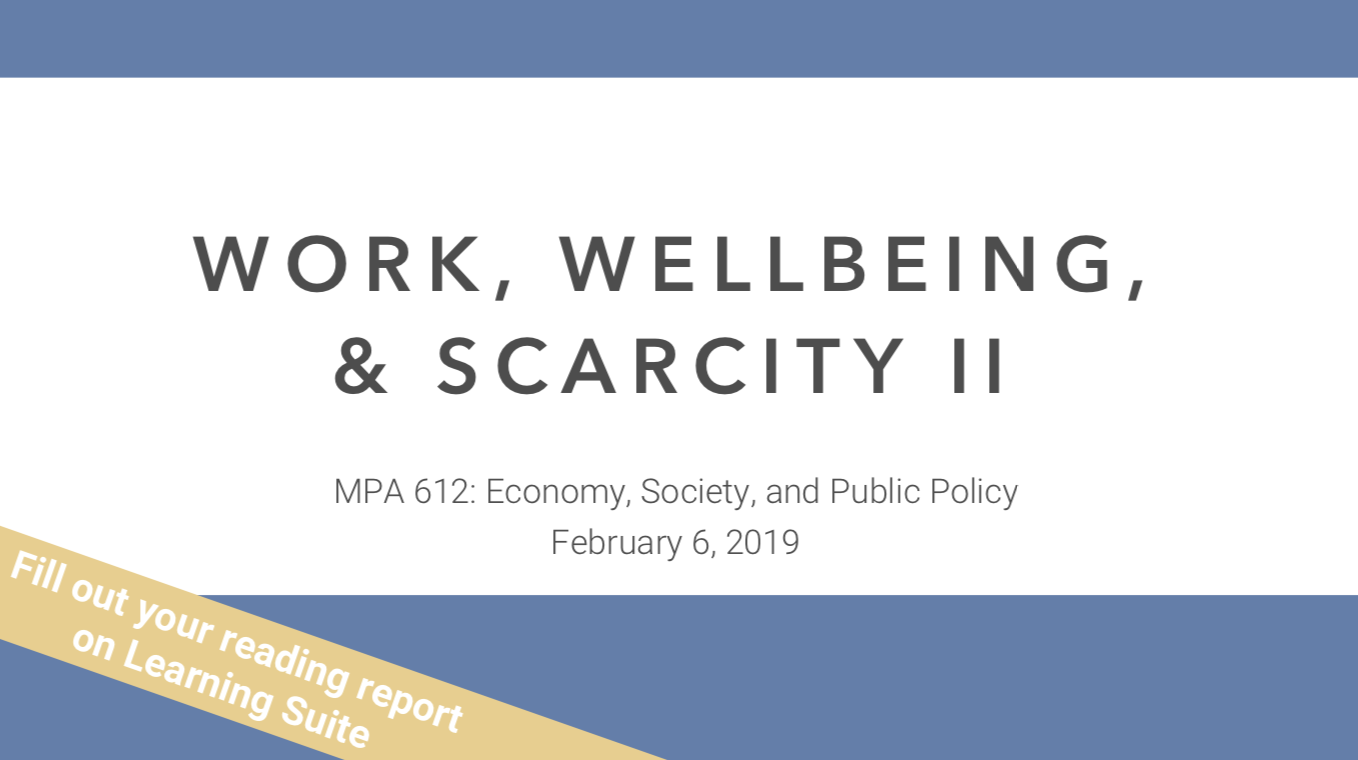 WORK, WELLBEING,
& SCARCITY II
MPA 612: Economy, Society, and Public Policy
February 6, 2019
Fill out your reading report
on Learning Suite